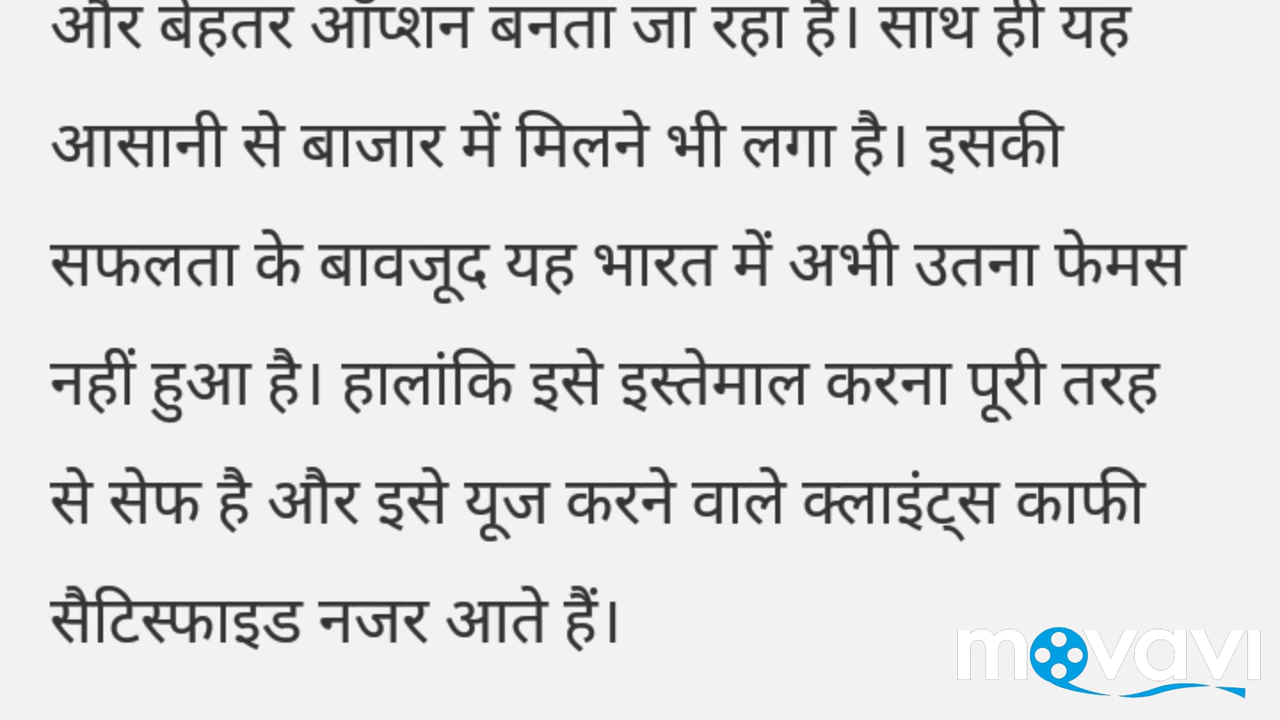 और बेहतर ऑप्शन बनता जा रहा है। साथ ही यह
आसानी से बाजार में मिलने भी लगा है। इसकी
सफलता के बावजूद यह भारत में अभी उतना फेमस
नहीं हुआ है। हालांकि इसे इस्तेमाल करना पूरी तरह
से सेफ है और इसे यूज करने वाले क्लाइंट्स काफी
सैटिस्फाइड नजर आते हैं।
movavi